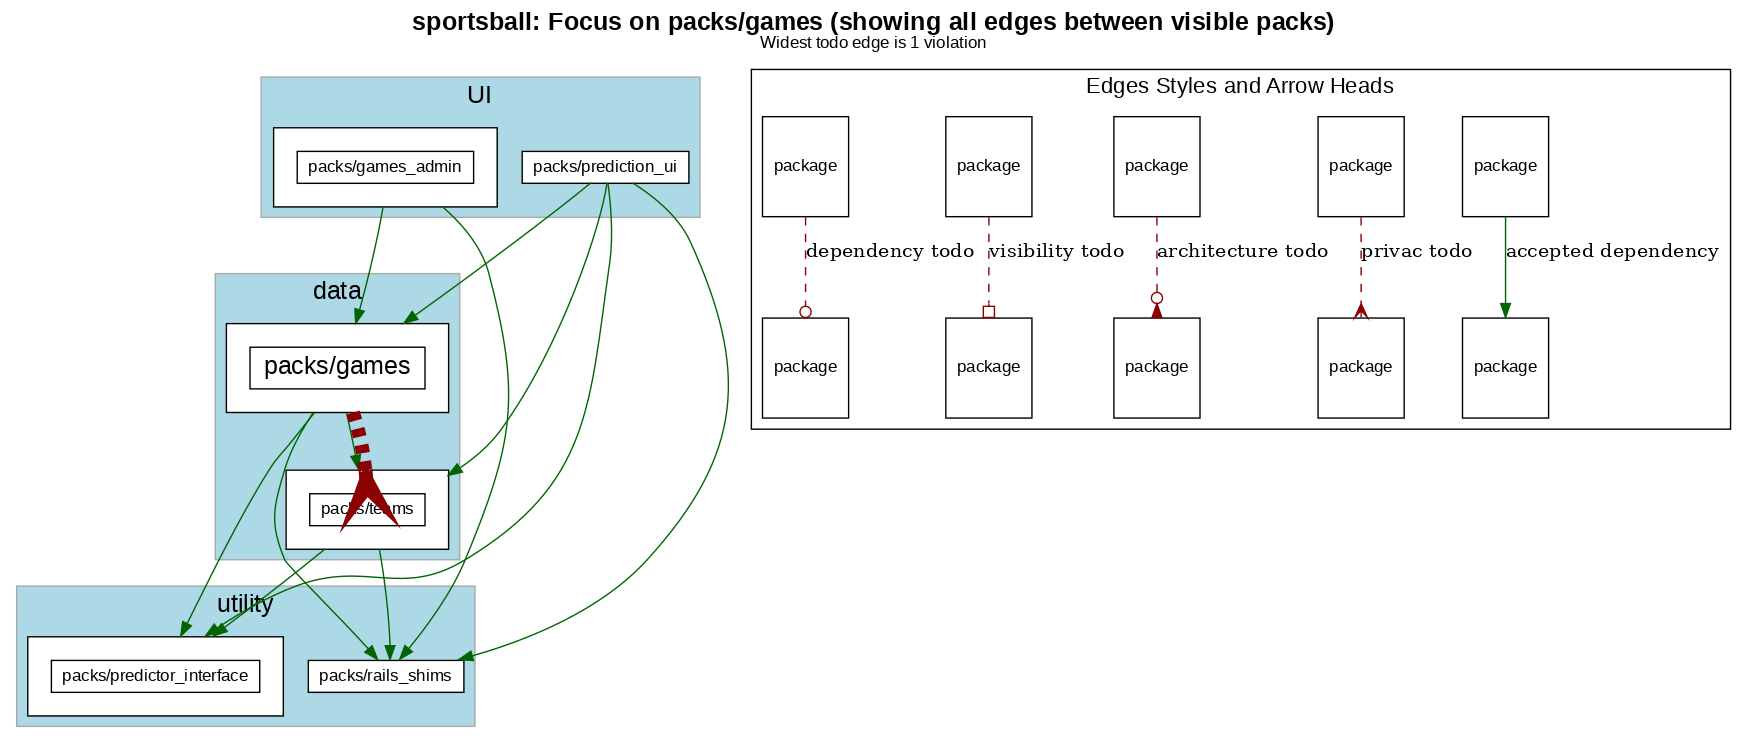 sportsball: Focus on packs/games (showing all edges between visible packs)
Widest todo edge is 1 violation
UI
packs/games_admin
packs/prediction_ui
data
packs/games
packs/teams
utility
packs/predictor_interface
packs/rails_shims
Edges Styles and Arrow Heads
package
package
package
package
package
dependency todo
visibility todo
architecture todo
privac todo
accepted dependency
package
package
package
package
package